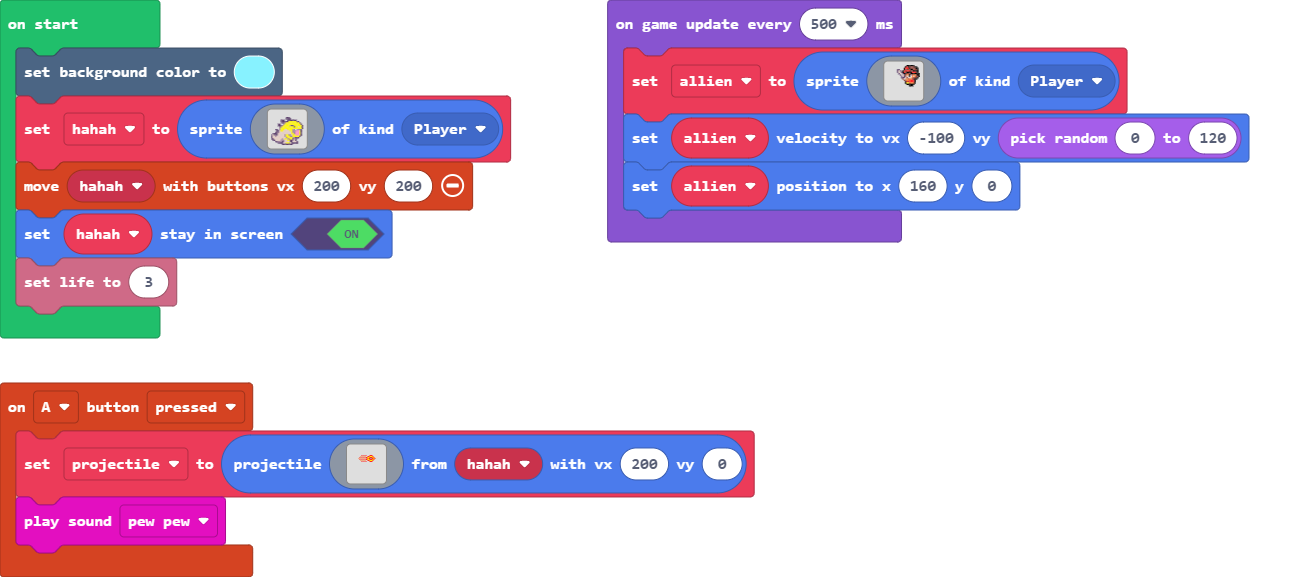 on start
set background color to
set hahah to sprite of kind Player
move hahah with buttons vx 200 vy 200
set hahah stay in screen ON
set life to 3
on game update every 500 ms
set allien to sprite of kind Player
set allien velocity to vx -100 vy pick random 0 to 120
set allien position to x 160 y 0
on A button pressed
set projectile to projectile from hahah with vx 200 vy 0
play sound pew pew